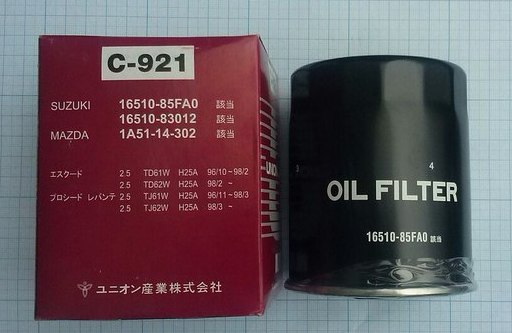 C-921
SUZUKI 16510-85FA0 該当
16510-83012 該当
MAZDA 1A51-14-302 該当
エスクード 2.5 TD61W H25A 96/10~98/2
2.5 TD62W H25A 98/2 ~
プロシード レバンテ 2.5 TJ61W H25A 96/11~98/3
2.5 TJ62W H25A 98/3 ~
ユニオン産業株式会社
3
4
OIL FILTER
16510-85FA0 該当